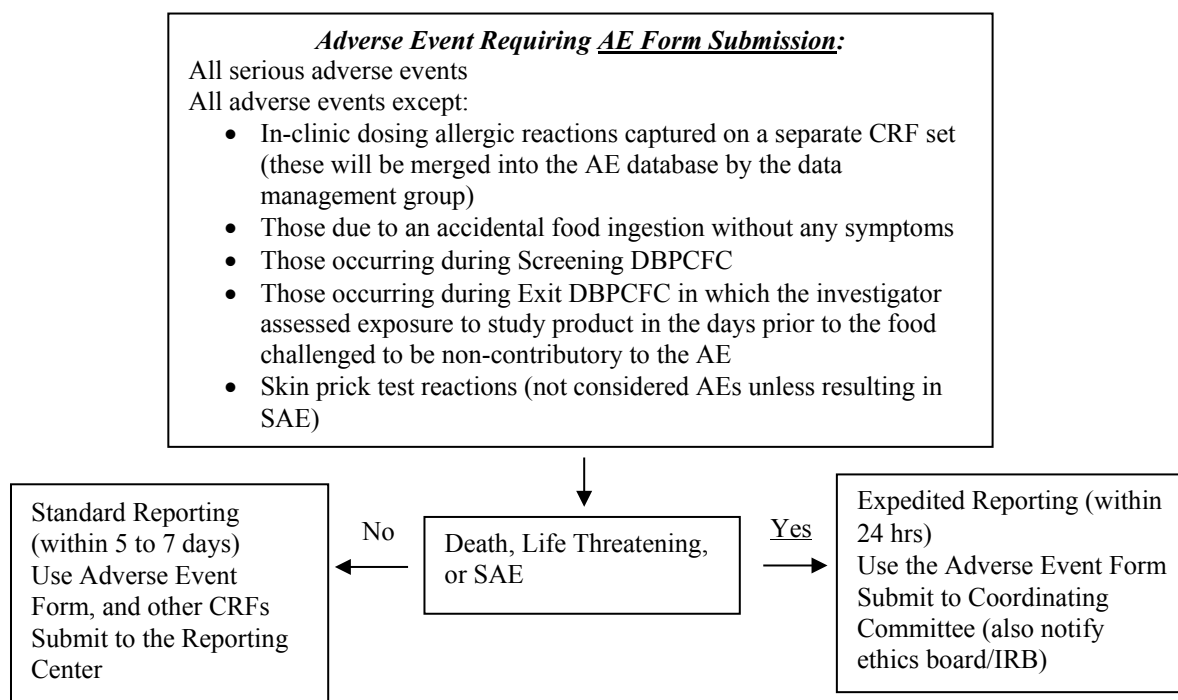 Adverse Event Requiring AE Form Submission:
All serious adverse events
All adverse events except:
• In-clinic dosing allergic reactions captured on a separate CRF set
(these will be merged into the AE database by the data
management group)
• Those due to an accidental food ingestion without any symptoms
• Those occurring during Screening DBPCFC
• Those occurring during Exit DBPCFC in which the investigator
assessed exposure to study product in the days prior to the food
challenged to be non-contributory to the AE
• Skin prick test reactions (not considered AEs unless resulting in
SAE)
Standard Reporting
(within 5 to 7 days)
Use Adverse Event
Form, and other CRFs
Submit to the Reporting
Center
No
Death, Life Threatening,
or SAE
Yes
Expedited Reporting (within
24 hrs)
Use the Adverse Event Form
Submit to Coordinating
Committee (also notify
ethics board/IRB)